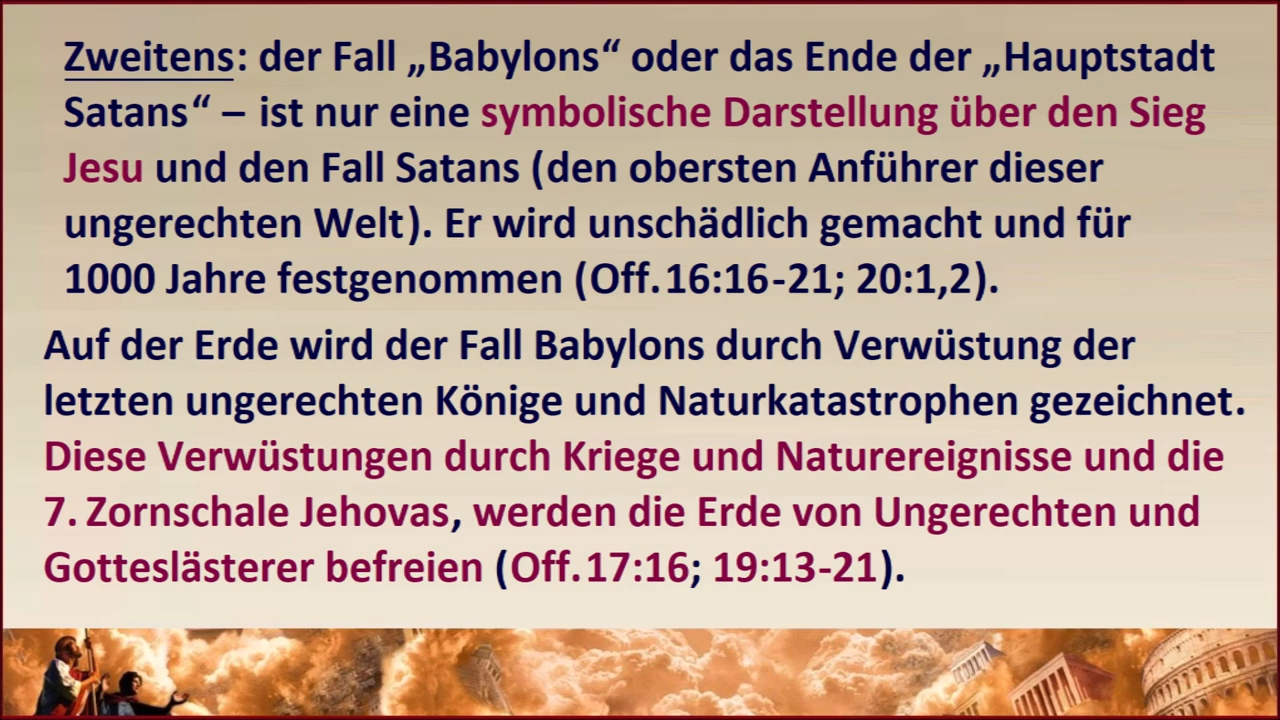 Zweitens: der Fall „Babylons“ oder das Ende der „Hauptstadt
Satans“ – ist nur eine symbolische Darstellung über den Sieg
Jesu und den Fall Satans (den obersten Anführer dieser
ungerechten Welt). Er wird unschädlich gemacht und für
1000 Jahre festgenommen (Off. 16:16-21; 20:1,2).
Auf der Erde wird der Fall Babylons durch Verwüstung der
letzten ungerechten Könige und Naturkatastrophen gezeichnet.
Diese Verwüstungen durch Kriege und Naturereignisse und die
7. Zornschale Jehovas, werden die Erde von Ungerechten und
Gotteslästerer befreien (Off. 17:16; 19:13-21).